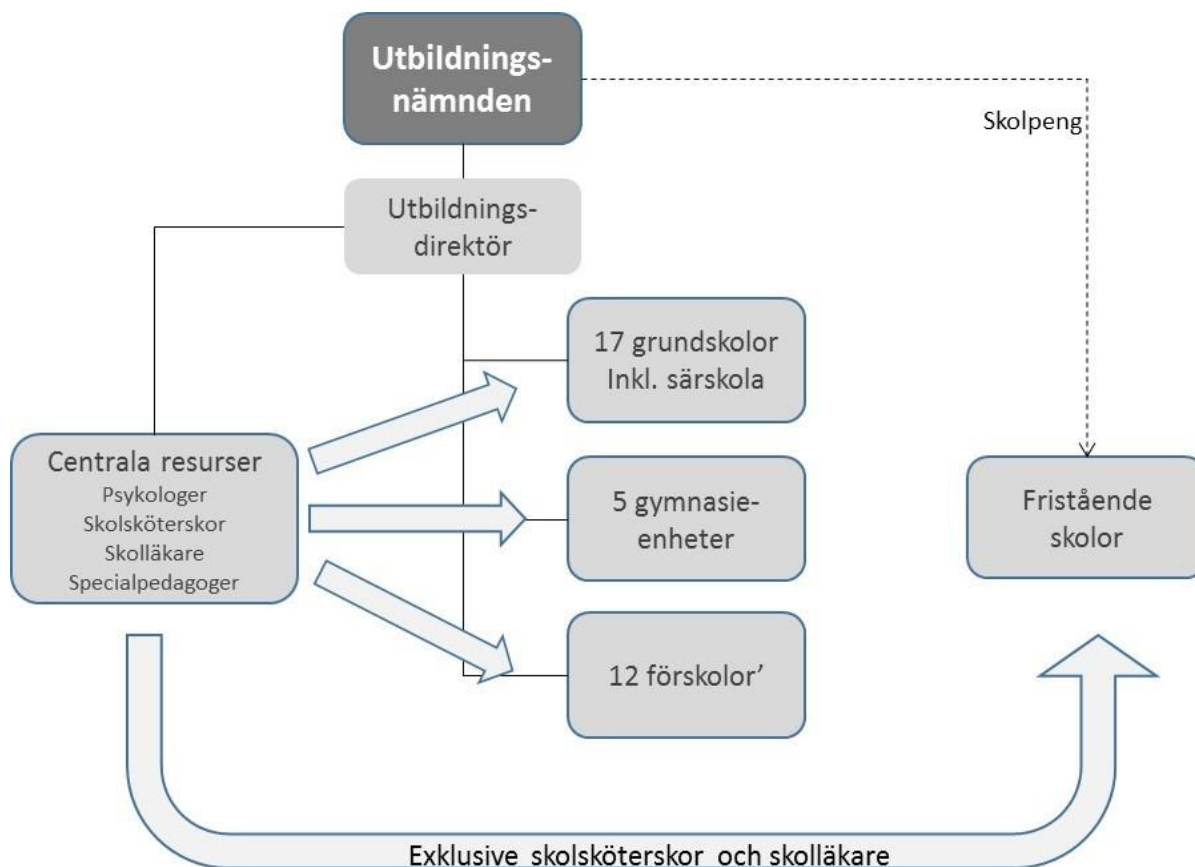 Utbildnings-
nämnden
Skolpeng
Utbildnings-
direktör
17 grundskolor
Inkl. särskola
Centrala resurser
Psykologer
Skolsköterskor
Skolläkare
Specialpedagoger
5 gymnasie-
enheter
Fristående
skolor
12 förskolor’
Exklusive skolsköterskor och skolläkare